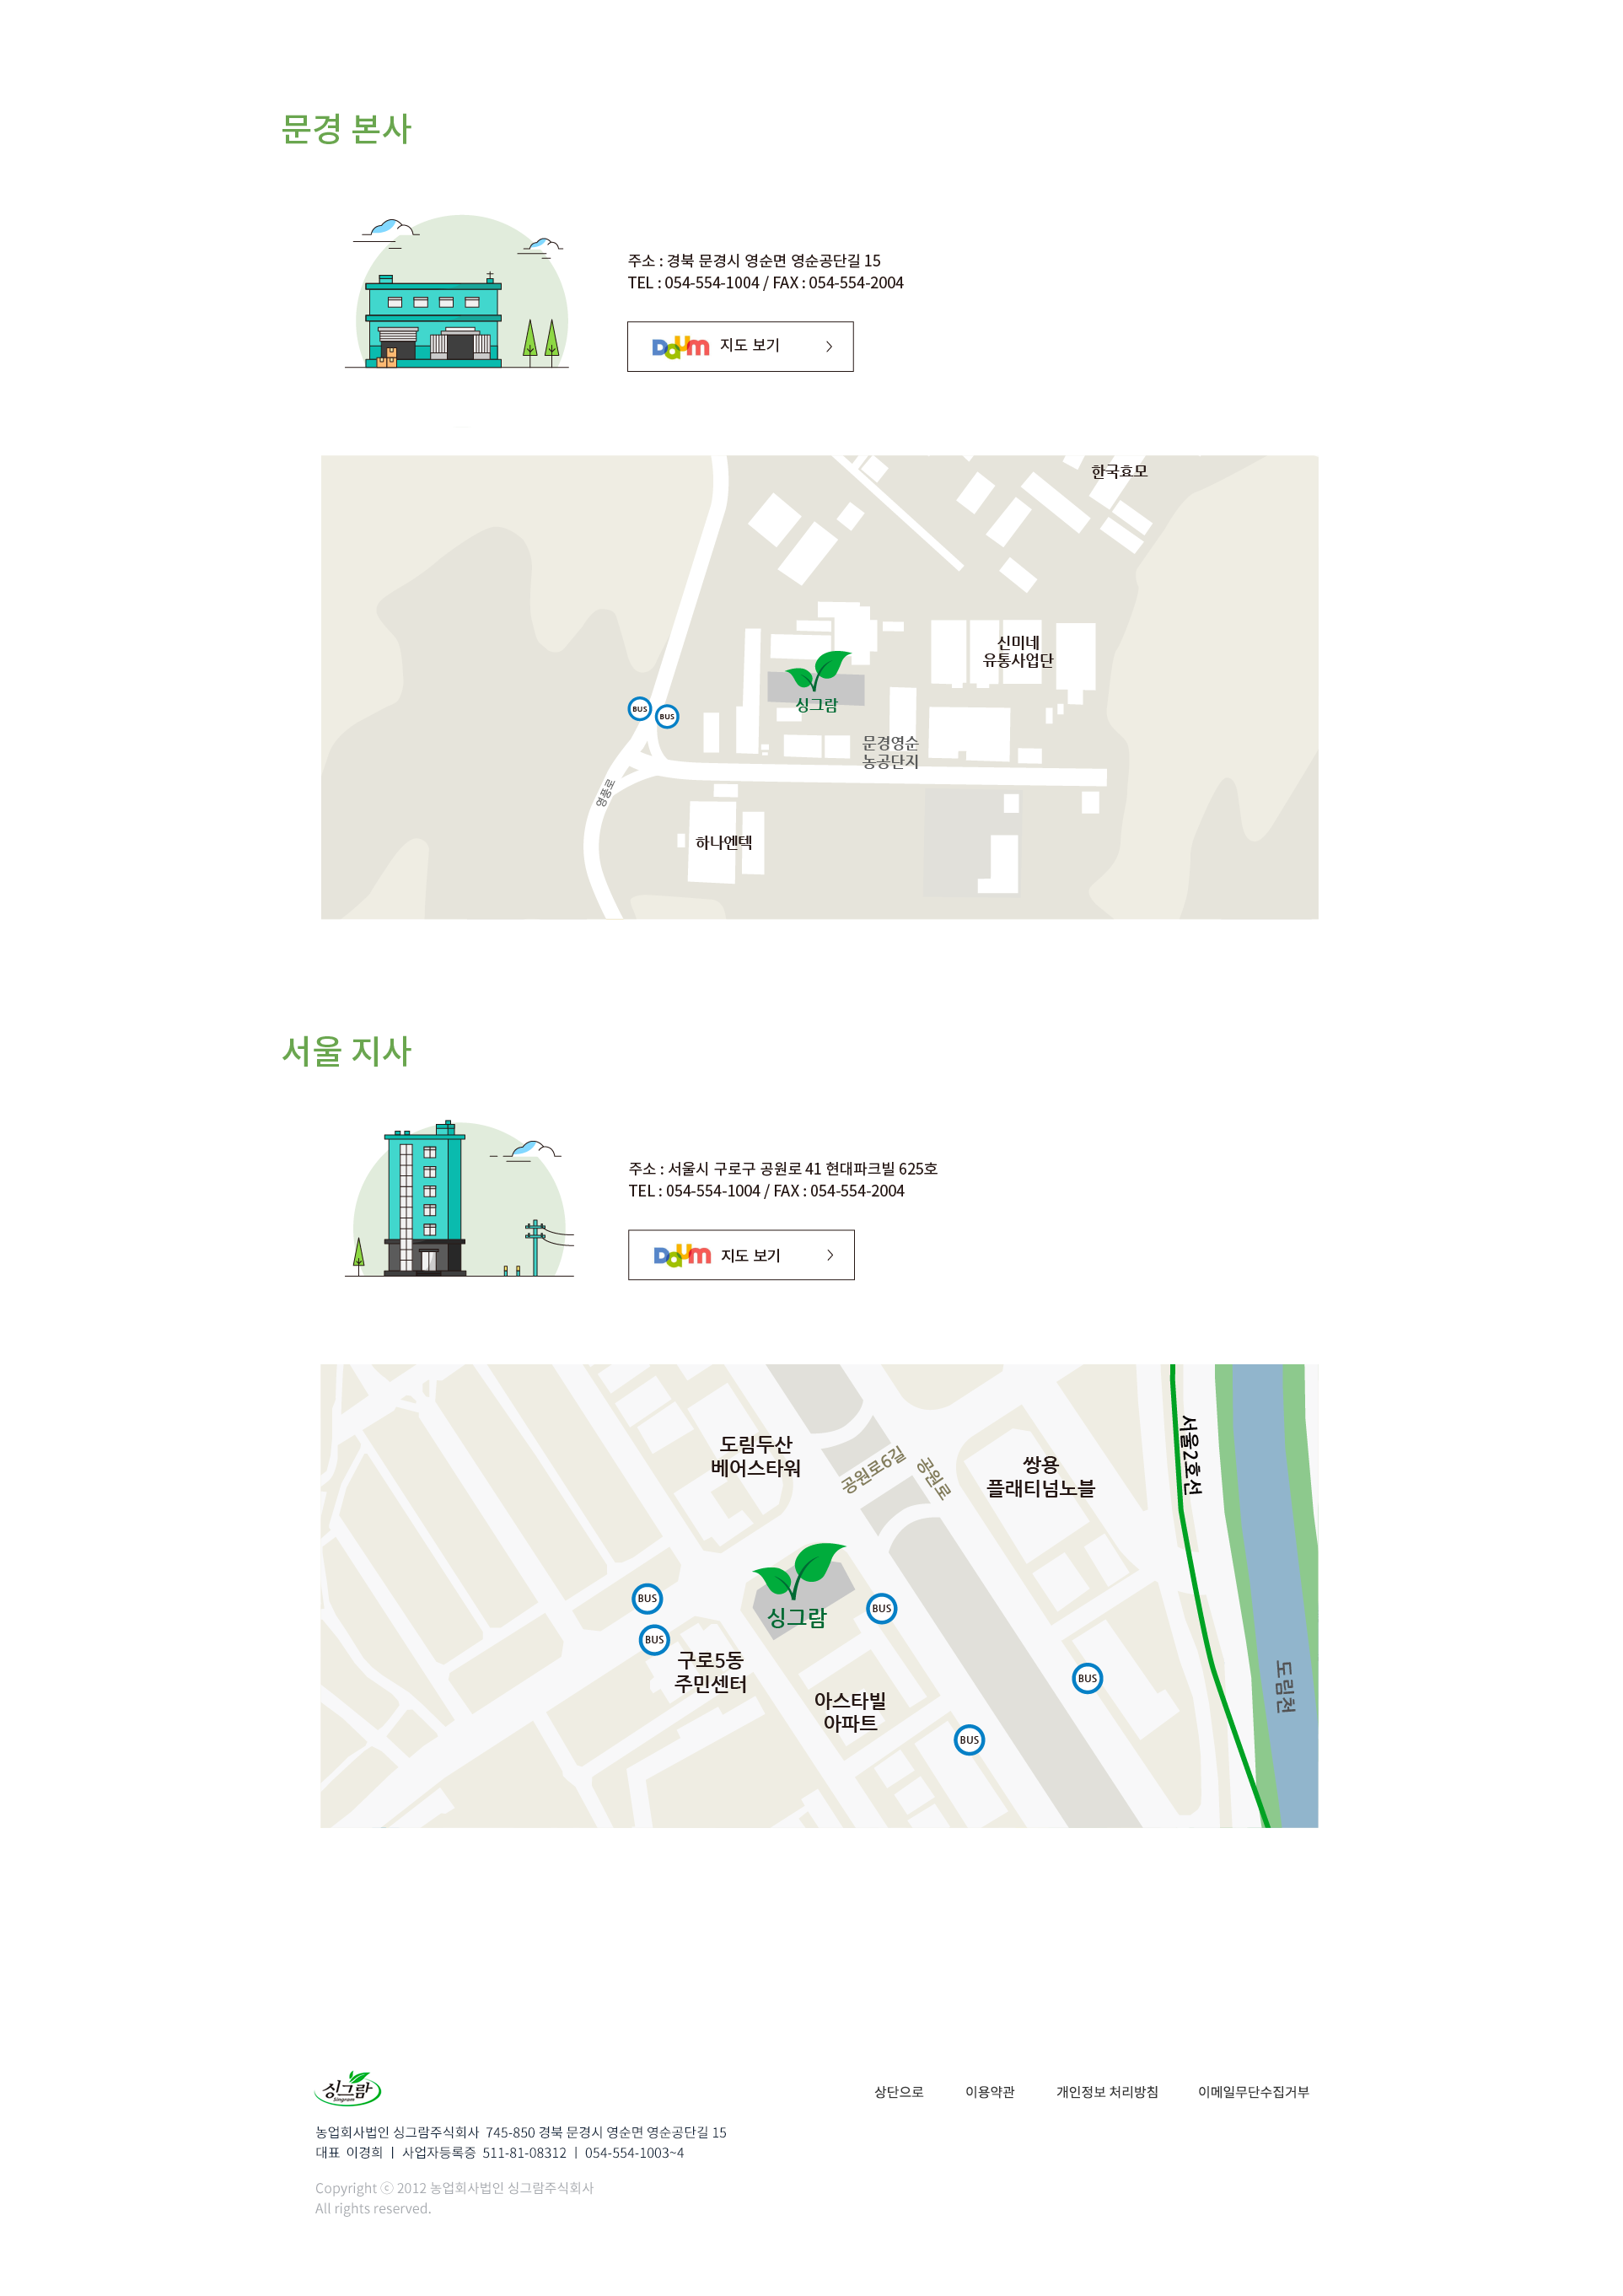 문경 본사
주소 : 경북 문경시 영순면 영순공단길 15
TEL : 054-554-1004 / FAX : 054-554-2004
Daum 지도 보기
한국효모
신미네
유통사업단
싱그람
BUS
BUS
문경영순
농공단지
영풍로
하나엔텍
서울 지사
주소 : 서울시 구로구 공원로 41 현대파크빌 625호
TEL : 054-554-1004 / FAX : 054-554-2004
Daum 지도 보기
서울2호선
도림두산
베어스타워
공원로6길
공원로
쌍용
플래티넘노블
BUS
BUS
싱그람
BUS
구로5동
주민센터
아스타빌
아파트
BUS
BUS
도림천
싱그람
Singgram
상단으로
이용약관
개인정보 처리방침
이메일무단수집거부
농업회사법인 싱그람주식회사 745-850 경북 문경시 영순면 영순공단길 15
대표 이경희 ㅣ 사업자등록증 511-81-08312 ㅣ 054-554-1003~4
Copyright ⓒ 2012 농업회사법인 싱그람주식회사
All rights reserved.